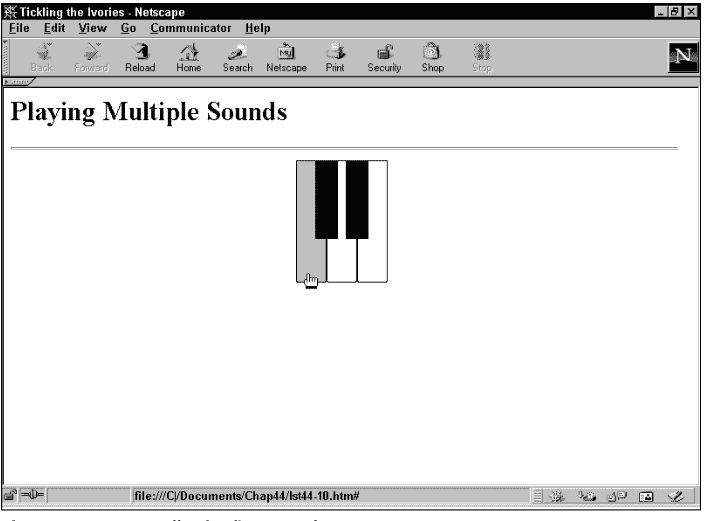 Tickling the Ivories - Netscape
File Edit View Go Communicator Help
Back Forward Reload Home Search Netscape Print Security Shop Stop
My
N
Playing Multiple Sounds
file:///C|/Documents/Chap44/lst44-10.htm#